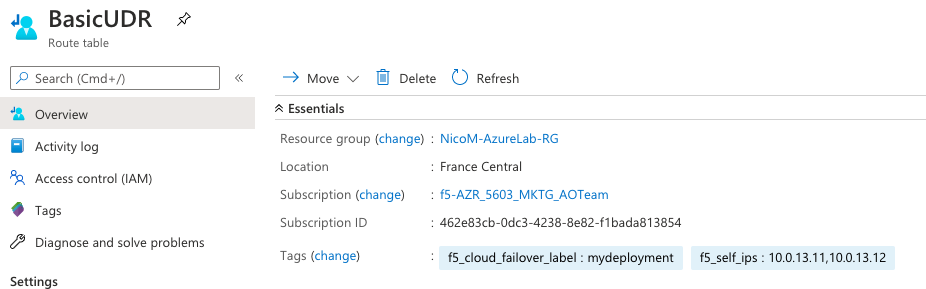 BasicUDR
Route table
Search (Cmd+/)
«
Move
Delete
Refresh
Overview
Activity log
Access control (IAM)
Tags
Diagnose and solve problems
Settings
Essentials
Resource group (change) : NicoM-AzureLab-RG
Location : France Central
Subscription (change) : f5-AZR_5603_MKTG_AOTeam
Subscription ID : 462e83cb-0dc3-4238-8e82-f1bada813854
Tags (change) : f5_cloud_failover_label : mydeployment f5_self_ips : 10.0.13.11,10.0.13.12